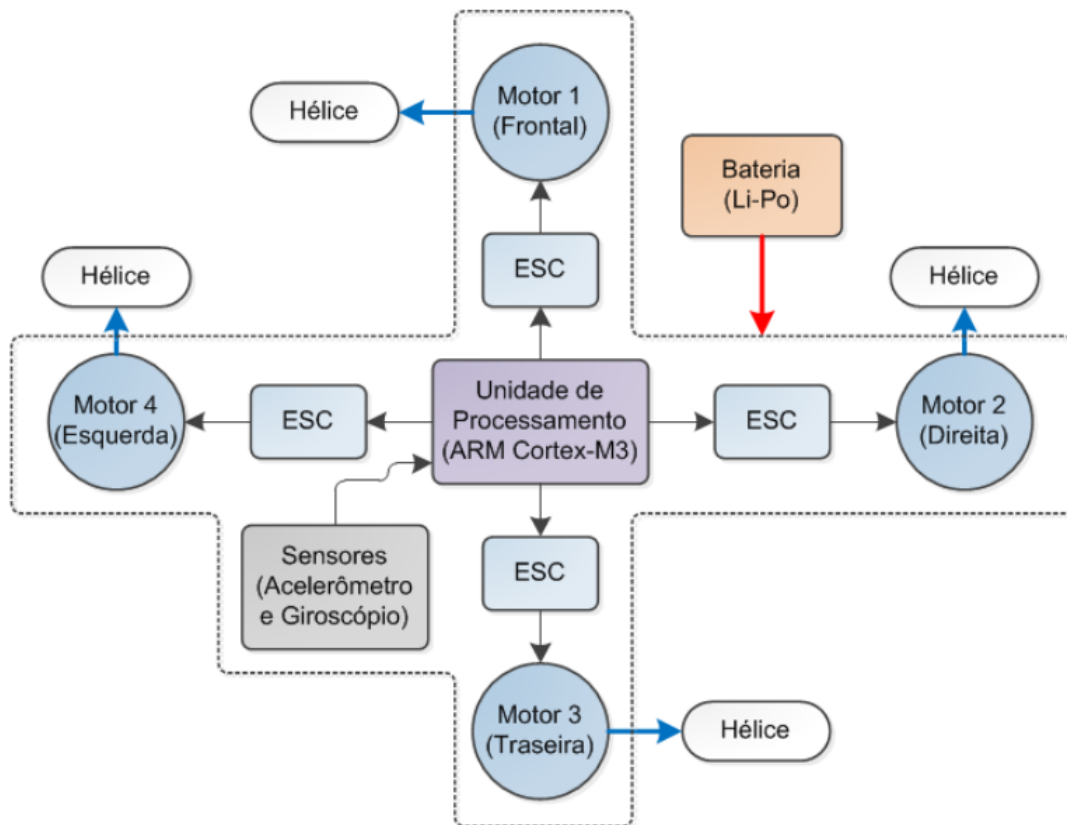 Motor 1
(Frontal)
Hélice
Bateria
(Li-Po)
ESC
Hélice
Hélice
Motor 4
(Esquerda)
ESC
Unidade de
Processamento
(ARM Cortex-M3)
ESC
Motor 2
(Direita)
Sensores
(Acelerômetro
e Giroscópio)
ESC
Motor 3
(Traseira)
Hélice